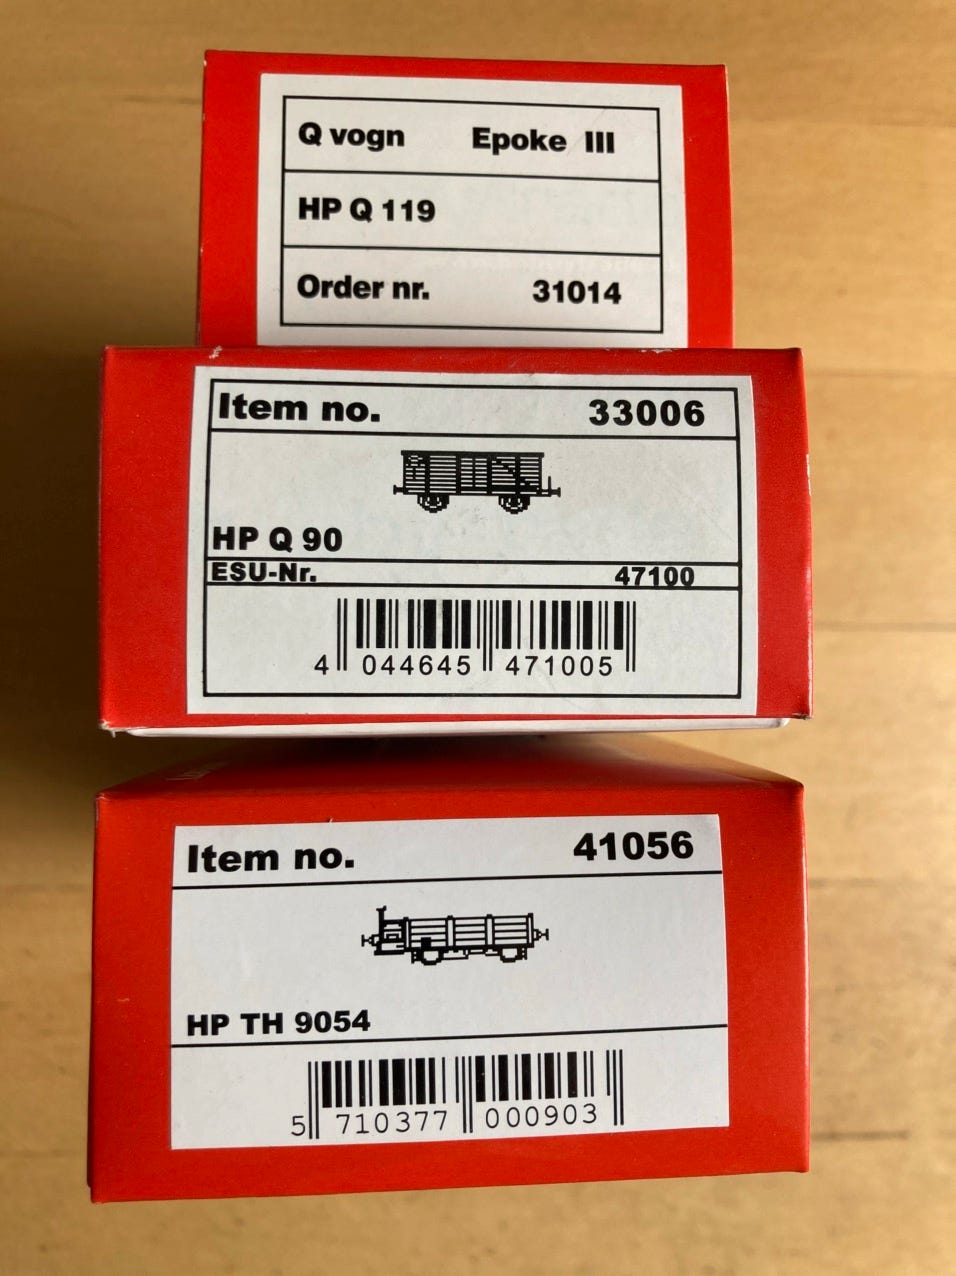 Q vogn Epoke III
HP Q 119
Order nr. 31014
Item no. 33006
HP Q 90
ESU-Nr. 47100
4 044645 471005
Item no. 41056
HP TH 9054
5 710377 000903